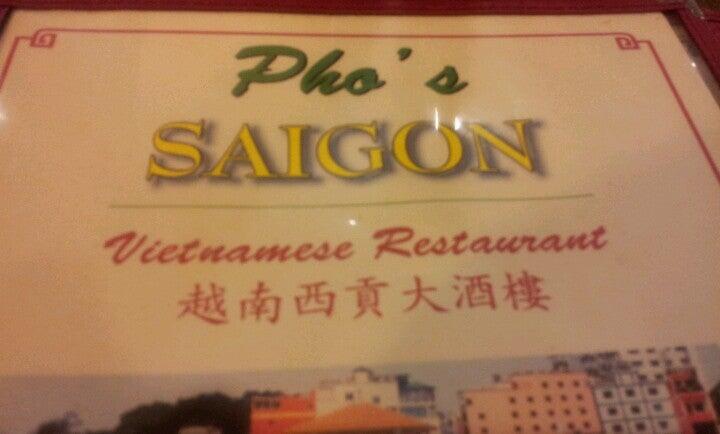 Pho's
SAIGON
Vietnamese Restaurant
越南西貢大酒樓